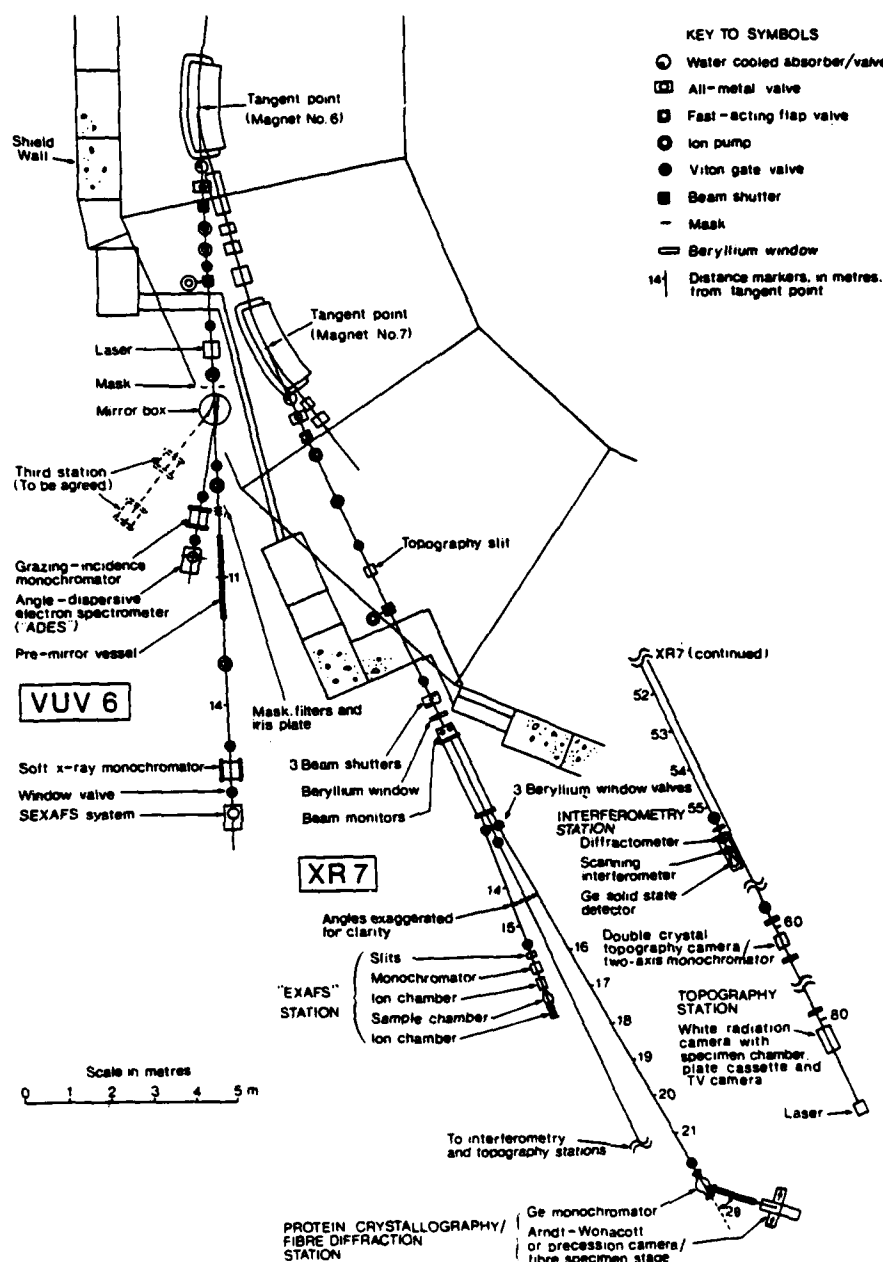 KEY TO SYMBOLS
Water cooled absorber/valve
All-metal valve
Fast-acting flap valve
Ion pump
Viton gate valve
Beam shutter
Mask
Beryllium window
14
Distance markers, in metres,
from tangent point
Tangent point
(Magnet No.6)
Shield
Wall
Tangent point
(Magnet No.7)
Laser
Mask
Mirror box
Third station
(To be agreed)
Grazing-incidence
monochromator
Angle-dispersive
electron spectrometer
("ADES")
Pre-mirror vessel
11
14
VUV 6
Mask, filters and
iris plate
Soft x-ray monochromator
Window valve
SEXAFS system
Topography slit
3 Beam shutters
Beryllium window
Beam monitors
XR 7
3 Beryllium window valves
14
15
Angles exaggerated
for clarity
"EXAFS"
STATION
Slits
Monochromator
Ion chamber
Sample chamber
Ion chamber
16
17
18
19
20
21
XR7 (continued)
52
53
54
55
INTERFEROMETRY
STATION
Diffractometer
Scanning
interferometer
Ge solid state
detector
60
Double crystal
topography camera/
two-axis monochromator
TOPOGRAPHY
STATION
80
White radiation
camera with
specimen chamber,
plate cassette and
TV camera
Laser
Scale in metres
0 1 2 3 4 5 m
To interferometry
and topography stations
PROTEIN CRYSTALLOGRAPHY/
FIBRE DIFFRACTION
STATION
Ge monochromator
Arndt-Wonacott
or precession camera/
fibre specimen stage